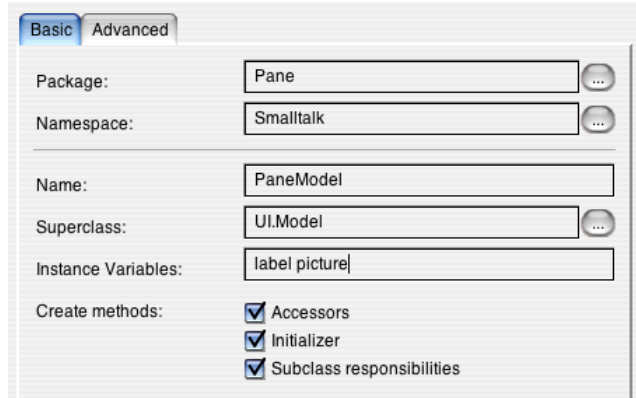 Basic Advanced
Package: Pane ...
Namespace: Smalltalk ...
Name: PaneModel
Superclass: UI.Model ...
Instance Variables: label picture
Create methods: Accessors
Initializer
Subclass responsibilities